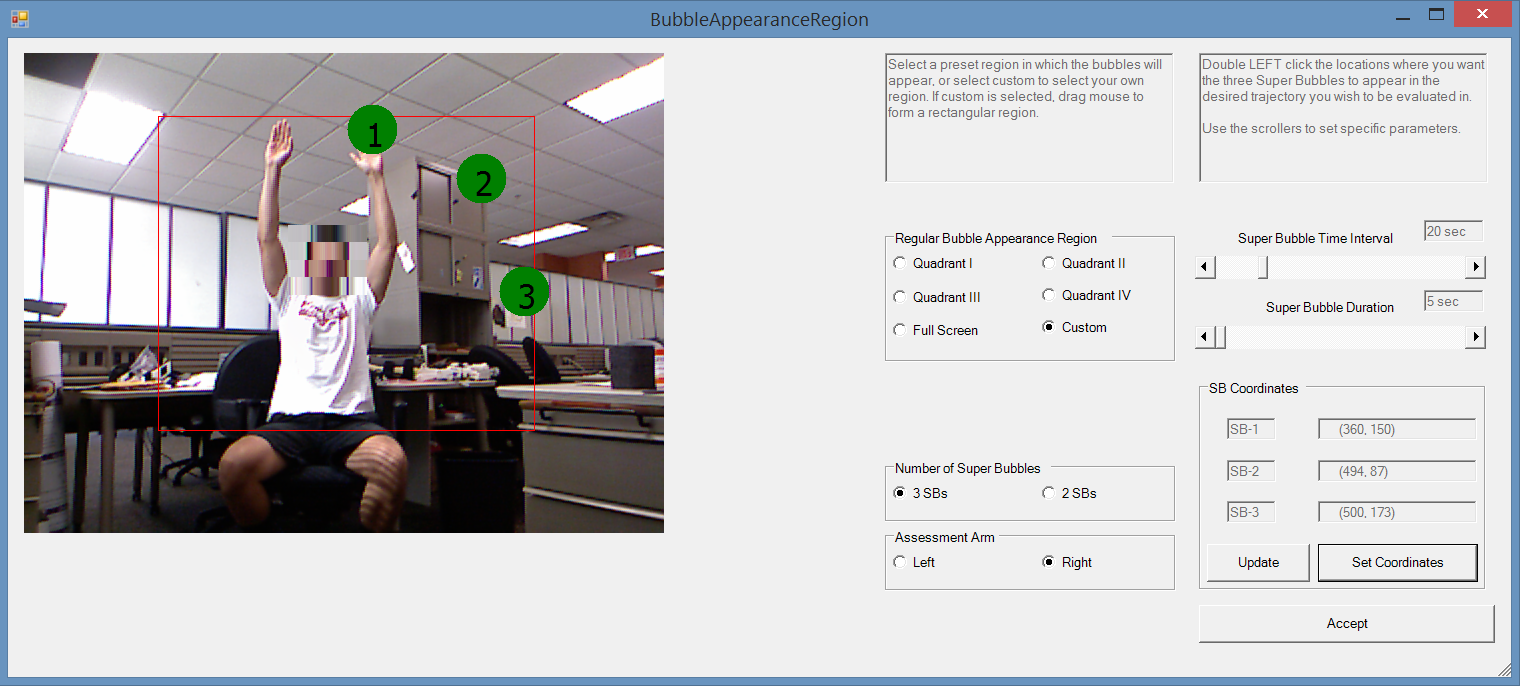 BubbleAppearanceRegion
1
2
3
Select a preset region in which the bubbles will
appear, or select custom to select your own
region. If custom is selected, drag mouse to
form a rectangular region.
Double LEFT click the locations where you want
the three Super Bubbles to appear in the
desired trajectory you wish to be evaluated in.
Use the scrollers to set specific parameters.
Regular Bubble Appearance Region
Quadrant I
Quadrant II
Quadrant III
Quadrant IV
Full Screen
Custom
Super Bubble Time Interval
20 sec
Super Bubble Duration
5 sec
Number of Super Bubbles
3 SBs
2 SBs
Assessment Arm
Left
Right
SB Coordinates
SB-1
(360, 150)
SB-2
(494, 87)
SB-3
(500, 173)
Update
Set Coordinates
Accept